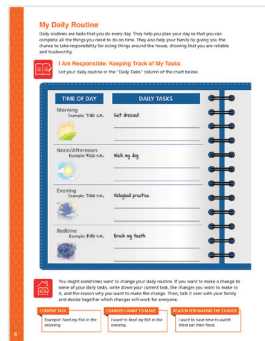 My Daily Routine
Daily routines are tasks that you do every day. They help you plan your day so that you can
complete all the things you need to do on time. They also help your family by giving you the
chance to take responsibility for doing things around the house, showing that you are reliable
and trustworthy.
I Am Responsible: Keeping Track of My Tasks
List your daily routine in the "Daily Tasks" column of the chart below.
TIME OF DAY
DAILY TASKS
Morning
Example: 7:00 A.M.
Get dressed
Noon/Afternoon
Walk my dog
Evening
Example: 7:00 P.M.
Volleyball practice
Bedtime
Brush my teeth
You might sometimes want to change your daily routine. If you want to make a change to
some of your daily tasks, write down your current task, the changes you want to make to
it, and the reason why you want to make the change. Then, talk it over with your family
and decide together which changes will work for everyone.
CURRENT TASK
CHANGES I WANT TO MAKE
REASON FOR MAKING THE CHANGE
Example: Feed my fish in the
morning.
I want to feed my fish in the
evening.
I want to have time to watch
them eat their food.